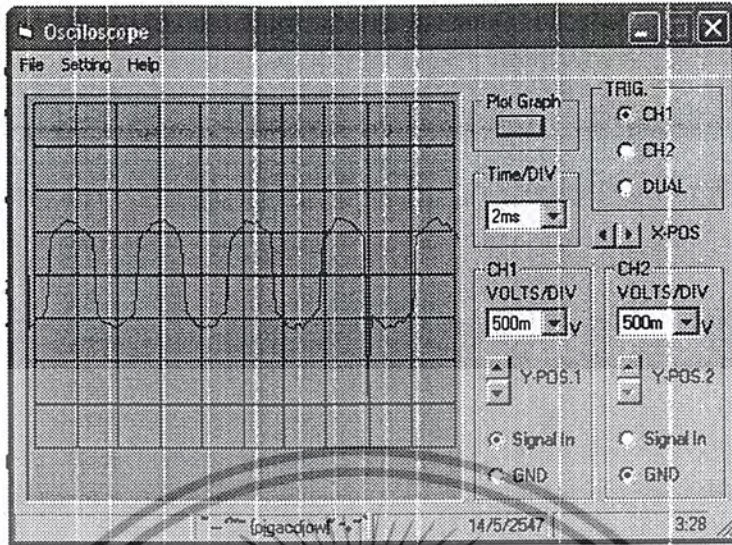 Osciloscope
File Setting Help
Plot Graph
Time/DIV
2ms
TRIG.
CH1
CH2
DUAL
X-POS
CH1
VOLTS/DIV
500m V
Y-POS.1
Signal In
GND
CH2
VOLTS/DIV
500m V
Y-POS.2
Signal In
GND
14/5/2547 3:28